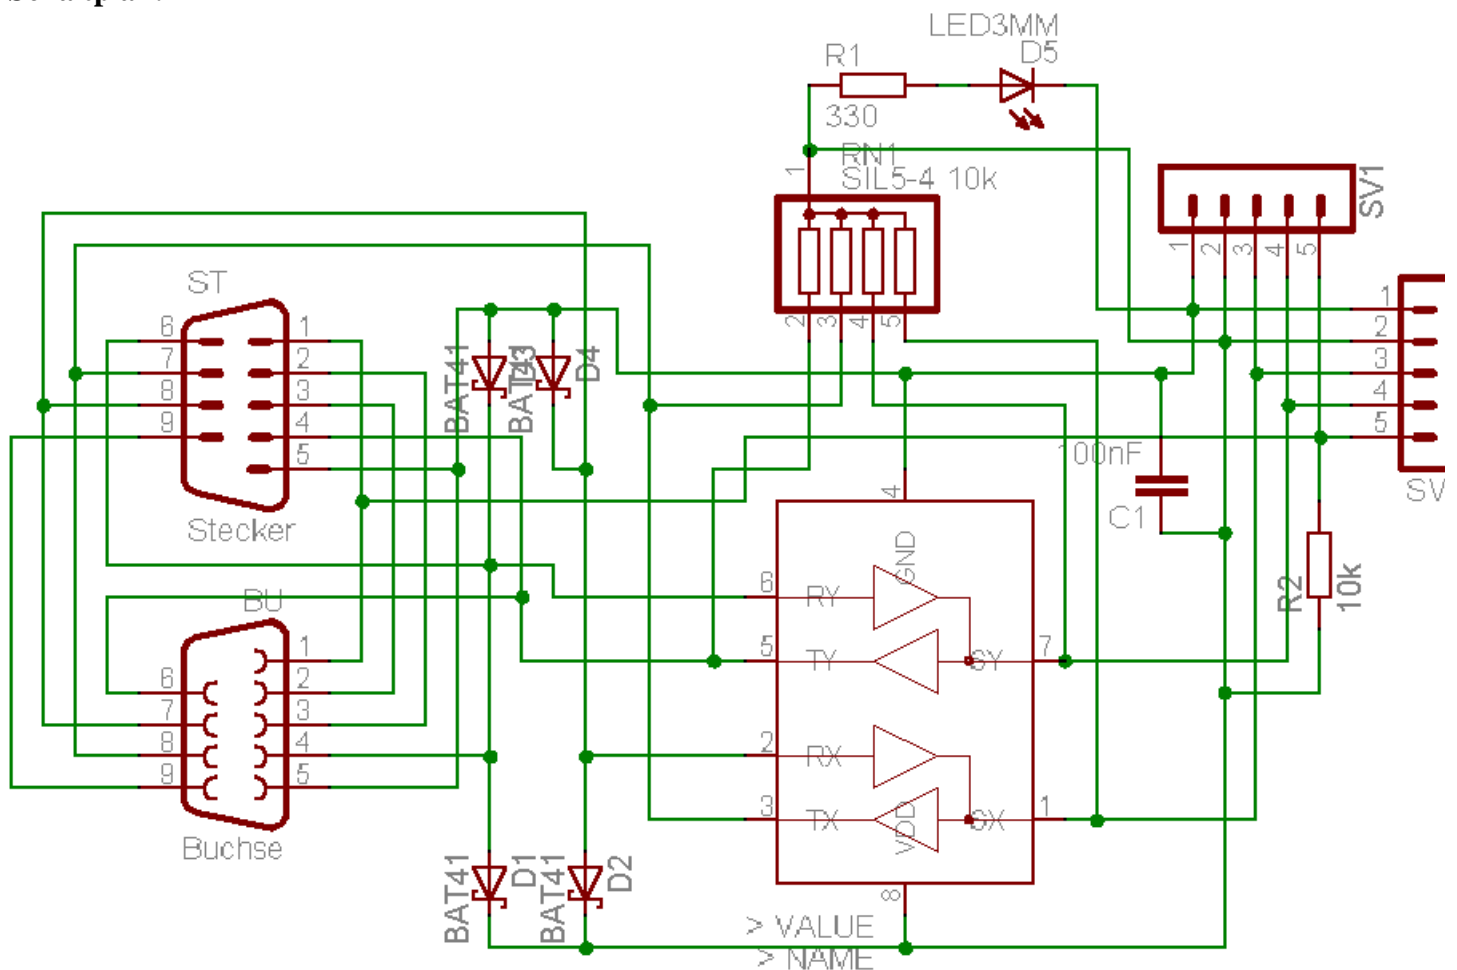 LED3MM
D5
R1
330
RN1
SIL5-4 10k
1
2 3 4 5
SV1
1 2 3 4 5
1
2
3
4
5
SV
ST
6 1
7 2
8 3
9 4
5
Stecker
BAT41 D3
BAT41 D4
100nF
C1
R2
10k
BU
6 1
7 2
8 3
9 4
5
Buchse
4
GND
6 RY
5 TY
SY 7
2 RX
3 TX
SX 1
VDD
8
BAT41 D1
BAT41 D2
> VALUE
> NAME